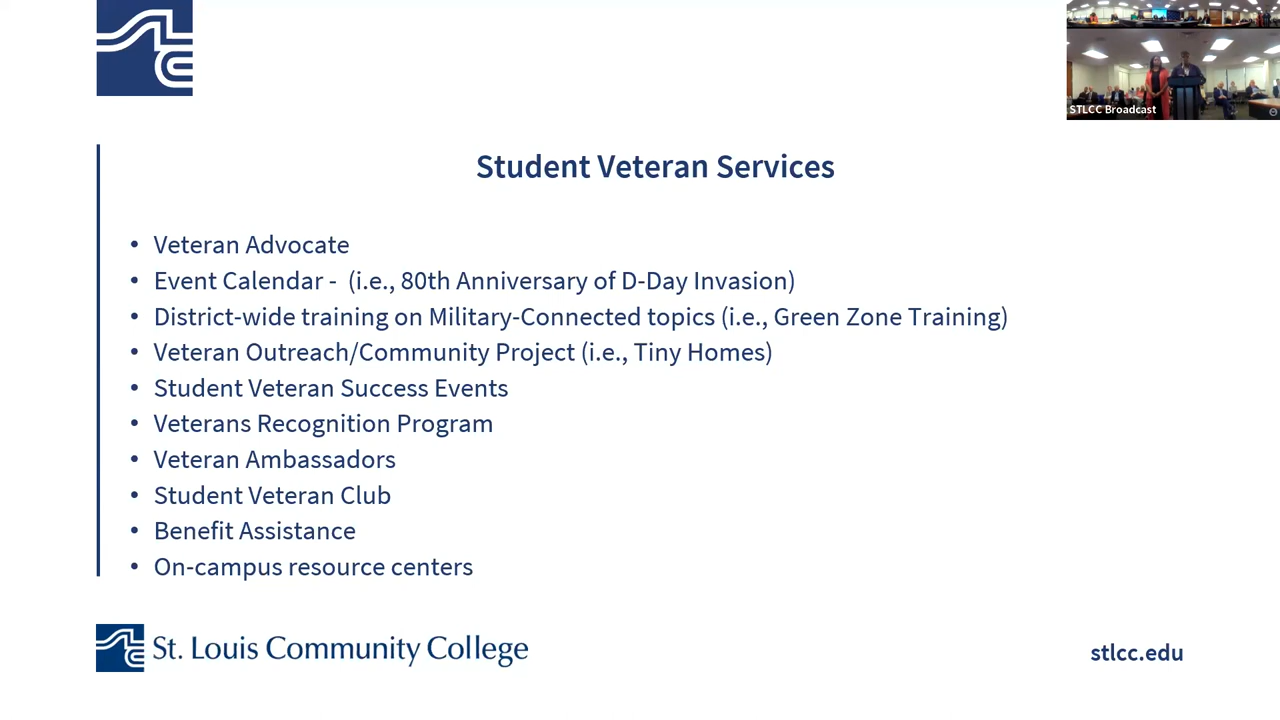 STLCC Broadcast
Student Veteran Services
• Veteran Advocate
• Event Calendar - (i.e., 80th Anniversary of D-Day Invasion)
• District-wide training on Military-Connected topics (i.e., Green Zone Training)
• Veteran Outreach/Community Project (i.e., Tiny Homes)
• Student Veteran Success Events
• Veterans Recognition Program
• Veteran Ambassadors
• Student Veteran Club
• Benefit Assistance
• On-campus resource centers
St. Louis Community College
stlcc.edu